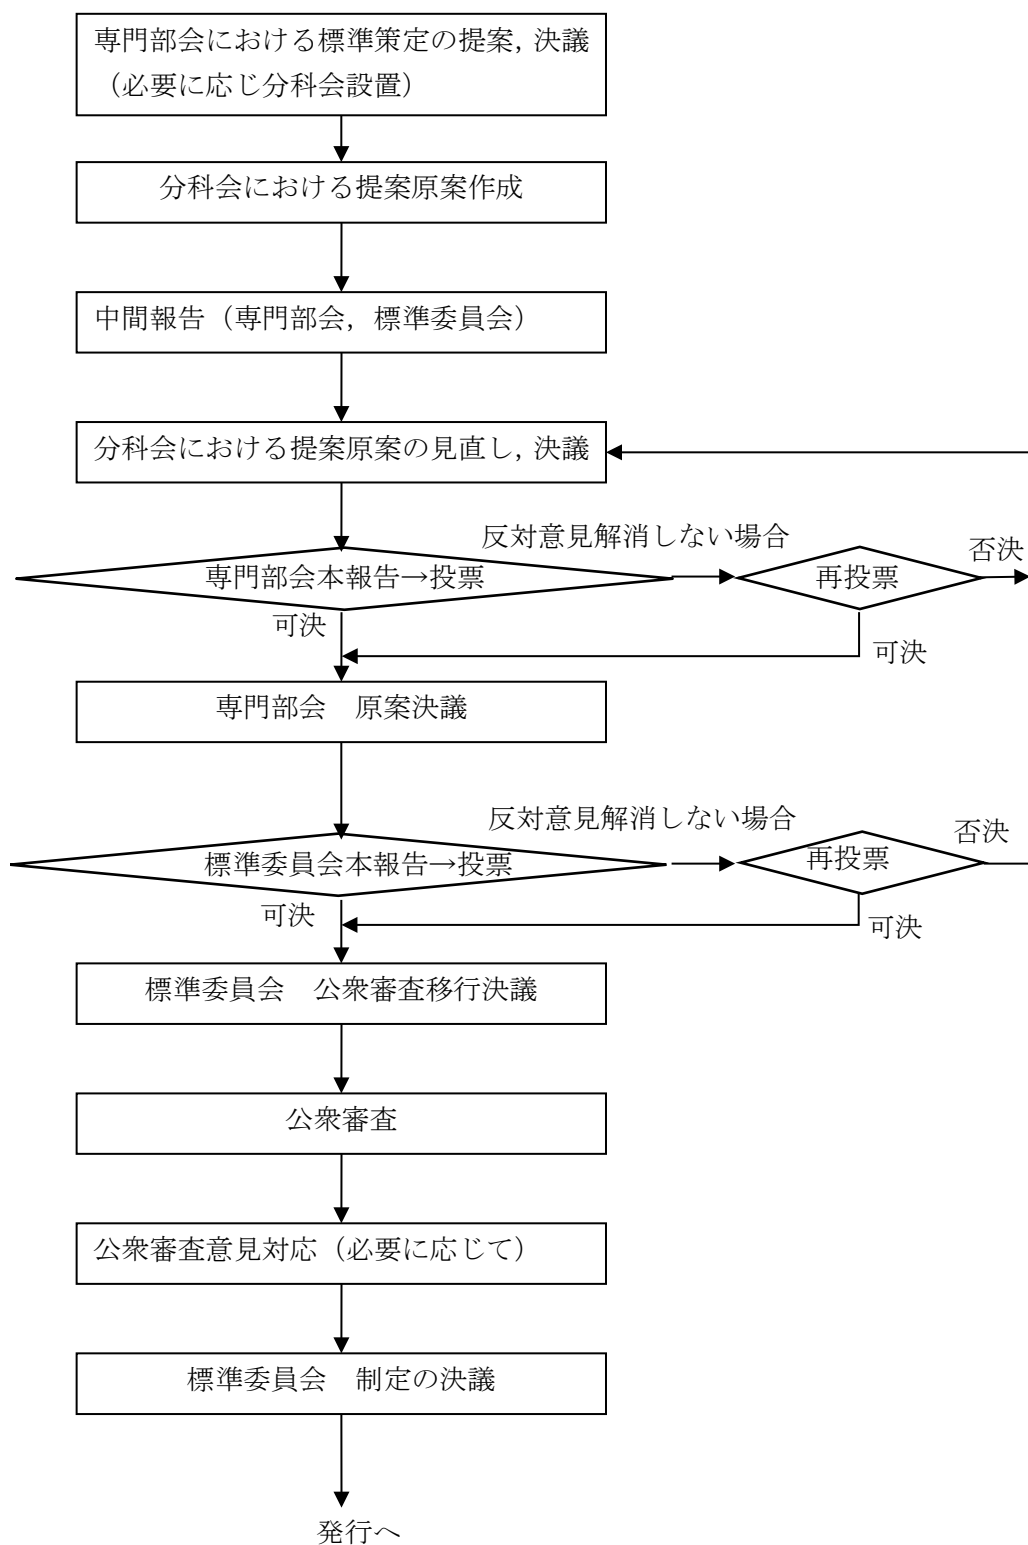 専門部会における標準策定の提案, 決議
（必要に応じ分科会設置）
分科会における提案原案作成
中間報告（専門部会，標準委員会）
分科会における提案原案の見直し, 決議
反対意見解消しない場合
否決
専門部会本報告→投票
再投票
可決
可決
専門部会　原案決議
反対意見解消しない場合
否決
標準委員会本報告→投票
再投票
可決
可決
標準委員会　公衆審査移行決議
公衆審査
公衆審査意見対応（必要に応じて）
標準委員会　制定の決議
発行へ